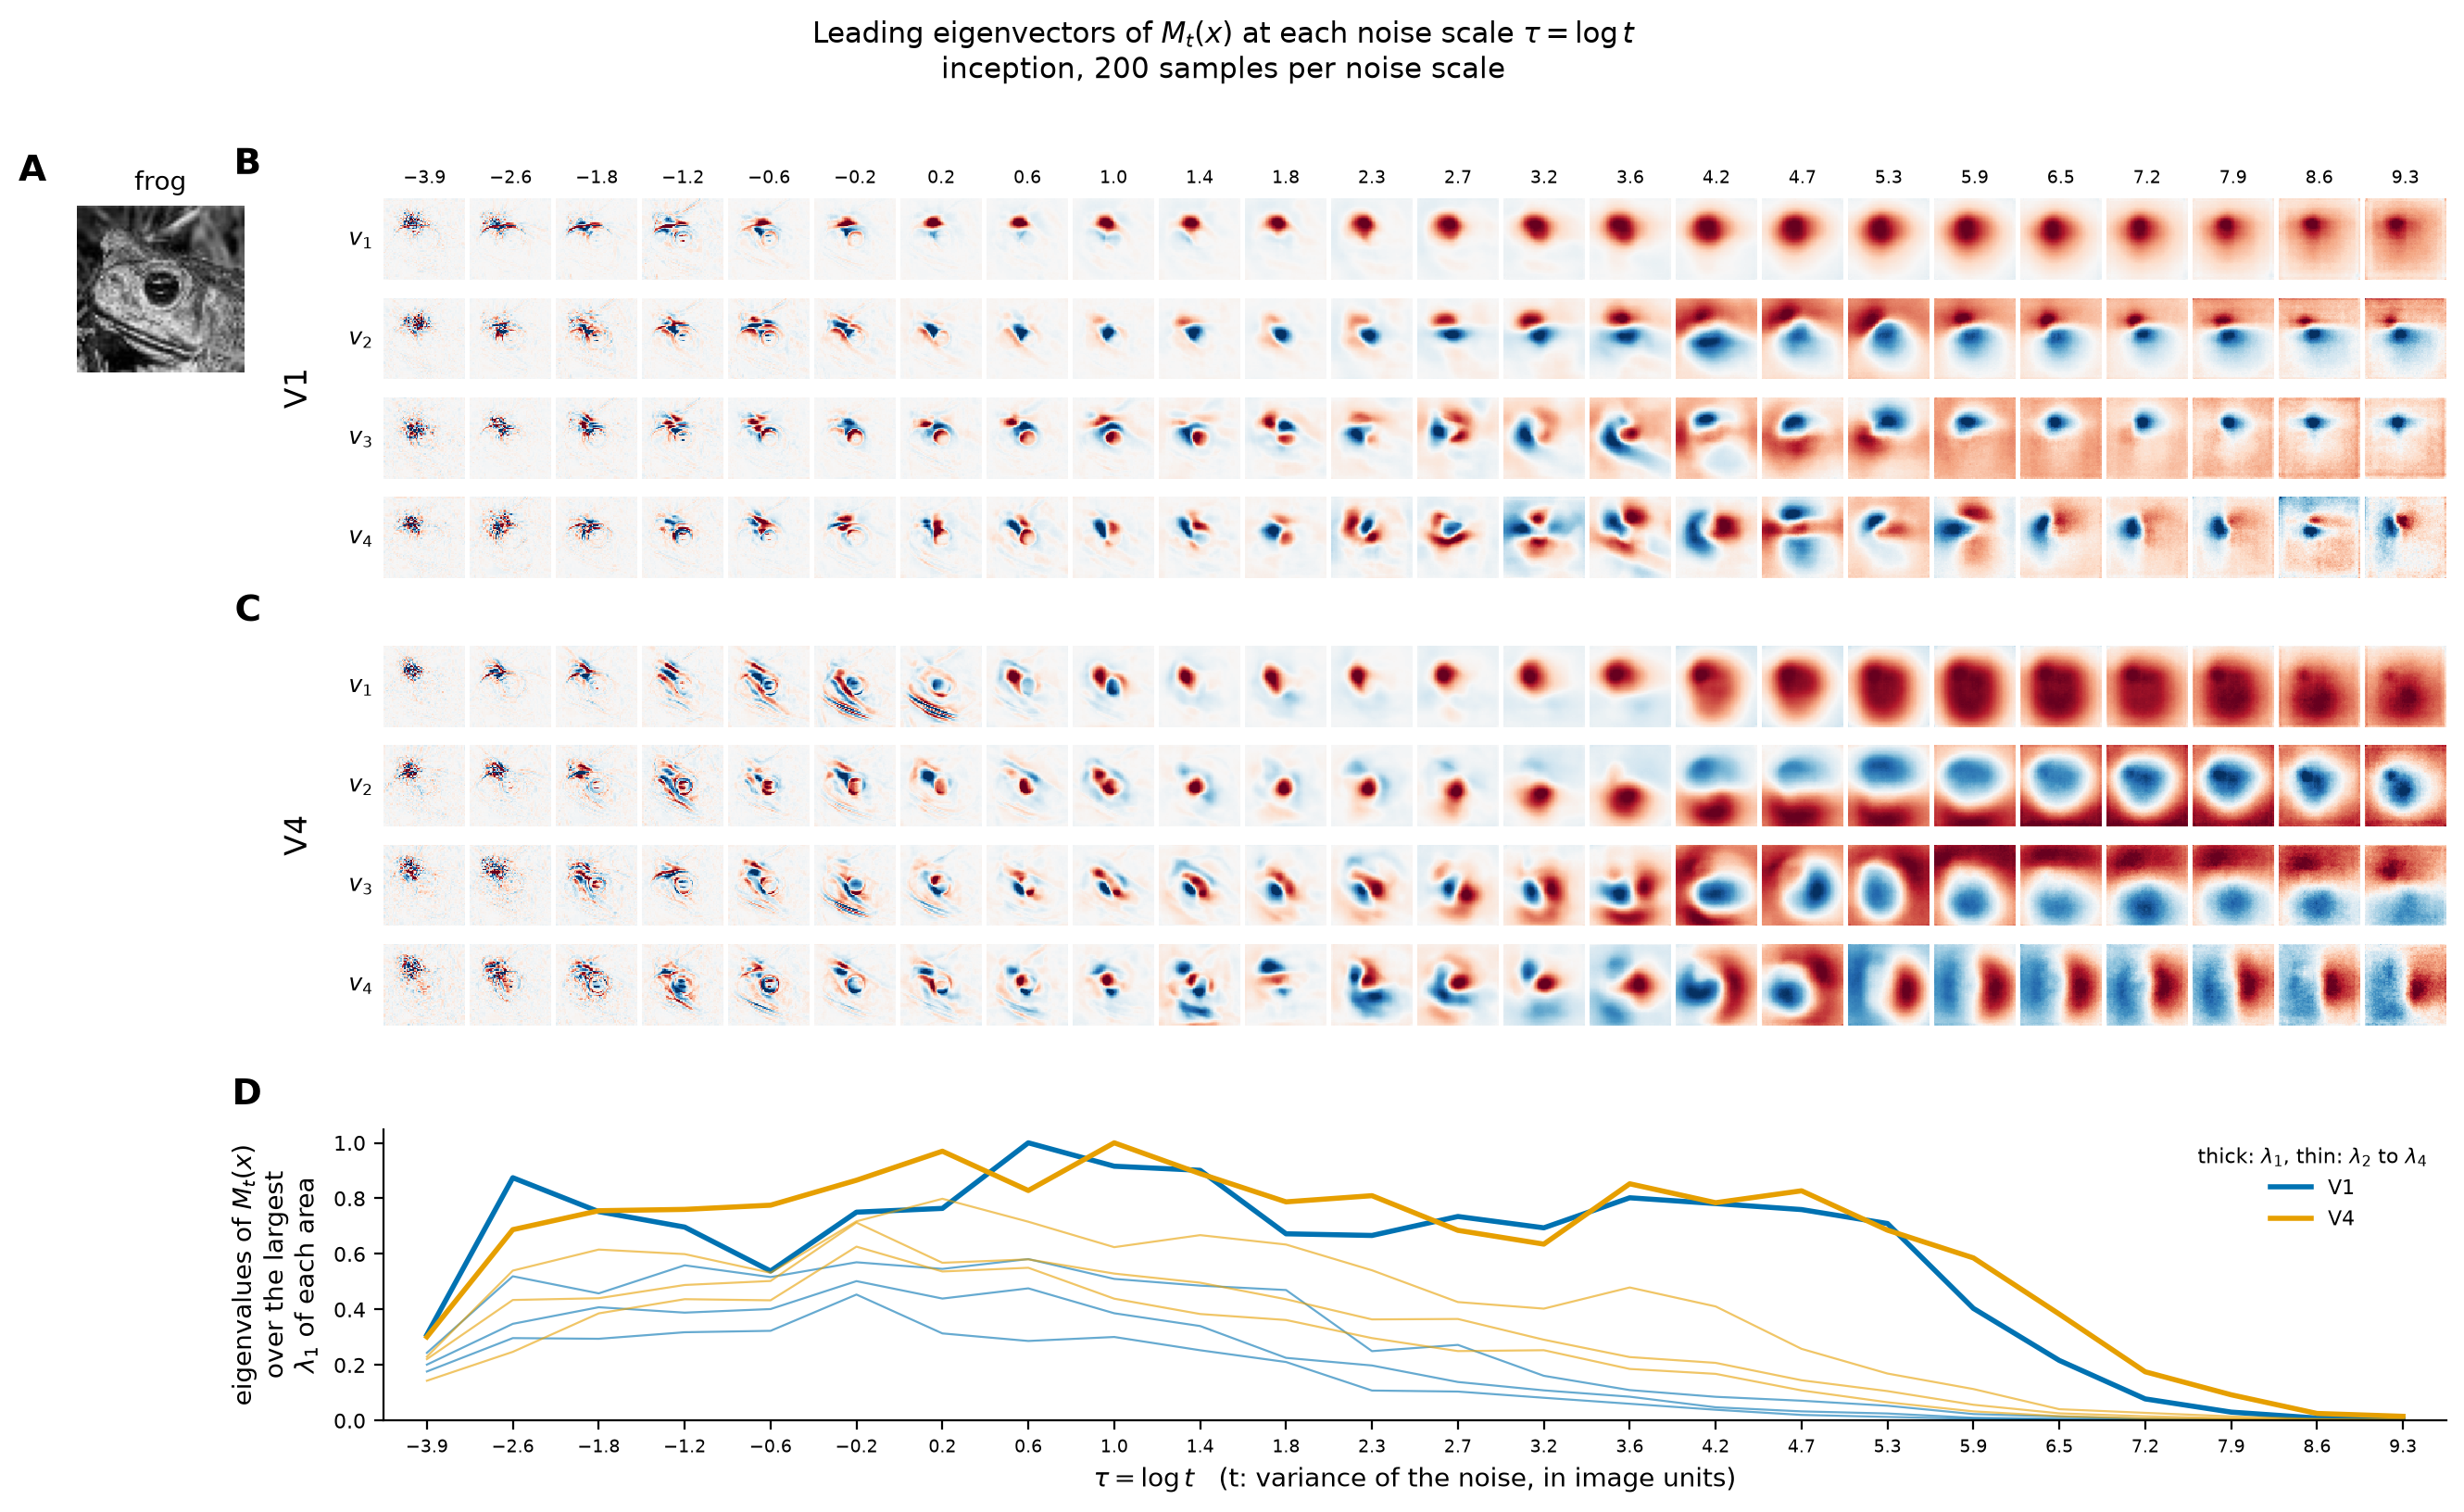 Leading eigenvectors of M_t(x) at each noise scale τ = log t
inception, 200 samples per noise scale
A
frog
B
−3.9 −2.6 −1.8 −1.2 −0.6 −0.2 0.2 0.6 1.0 1.4 1.8 2.3 2.7 3.2 3.6 4.2 4.7 5.3 5.9 6.5 7.2 7.9 8.6 9.3
V1
v1
v2
v3
v4
C
V4
v1
v2
v3
v4
D
eigenvalues of M_t(x)
over the largest
λ1 of each area
1.0
0.8
0.6
0.4
0.2
0.0
thick: λ1, thin: λ2 to λ4
V1
V4
−3.9 −2.6 −1.8 −1.2 −0.6 −0.2 0.2 0.6 1.0 1.4 1.8 2.3 2.7 3.2 3.6 4.2 4.7 5.3 5.9 6.5 7.2 7.9 8.6 9.3
τ = log t (t: variance of the noise, in image units)